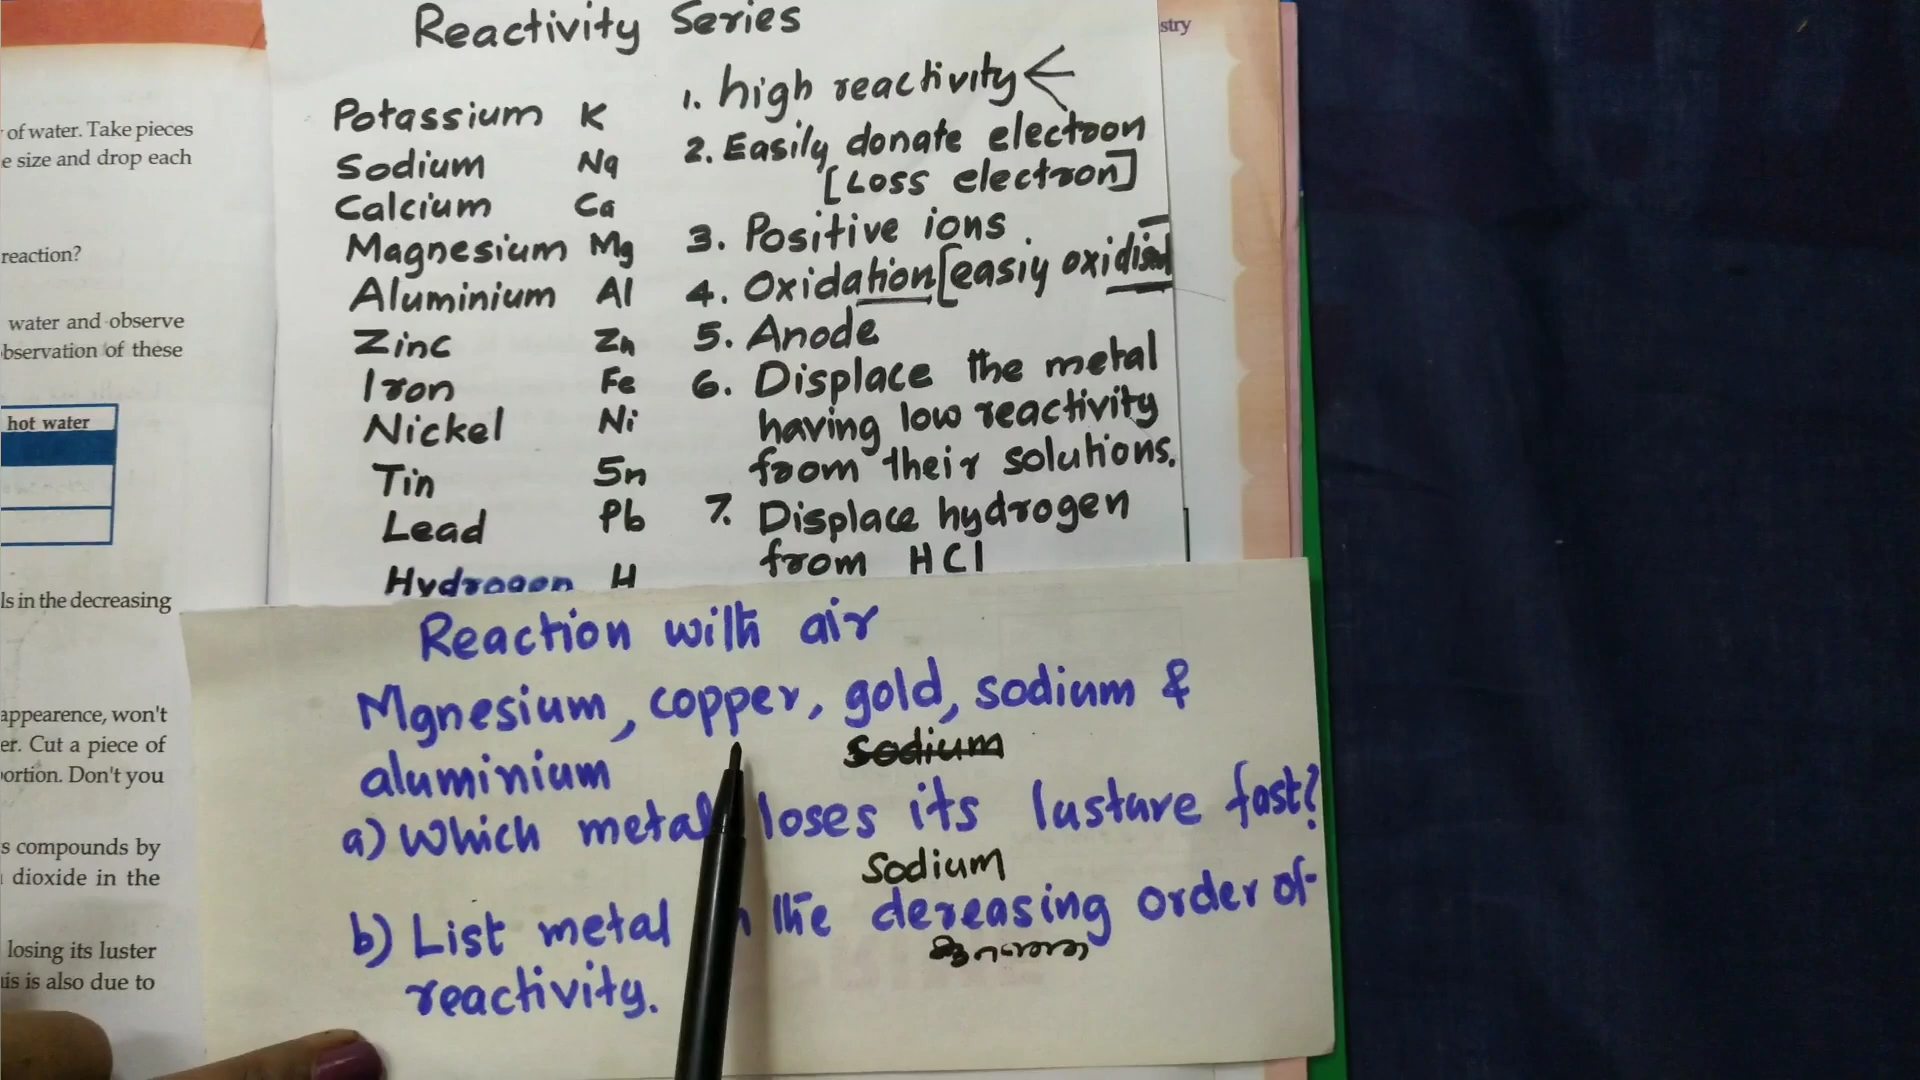 Reactivity Series
Potassium K
Sodium Na
Calcium Ca
Magnesium Mg
Aluminium Al
Zinc Zn
Iron Fe
Nickel Ni
Tin Sn
Lead Pb
Hydrogen H
1. high reactivity
2. Easily donate electron
[Loss electron]
3. Positive ions
4. Oxidation [easiy
5. Anode
6. Displace the metal
having low reactivity
from their solutions.
7. Displace hydrogen
from HCl
Reaction with air
Mgnesium, copper, gold, sodium &
aluminium
a) Which metal loses its lusture fast?
Sodium
b) List metal the dereasing order of
reactivity.
stry
of water. Take pieces
e size and drop each
reaction?
water and observe
bservation of these
hot water
ls in the decreasing
appearence, won't
er. Cut a piece of
ortion. Don't you
s compounds by
dioxide in the
losing its luster
is is also due to